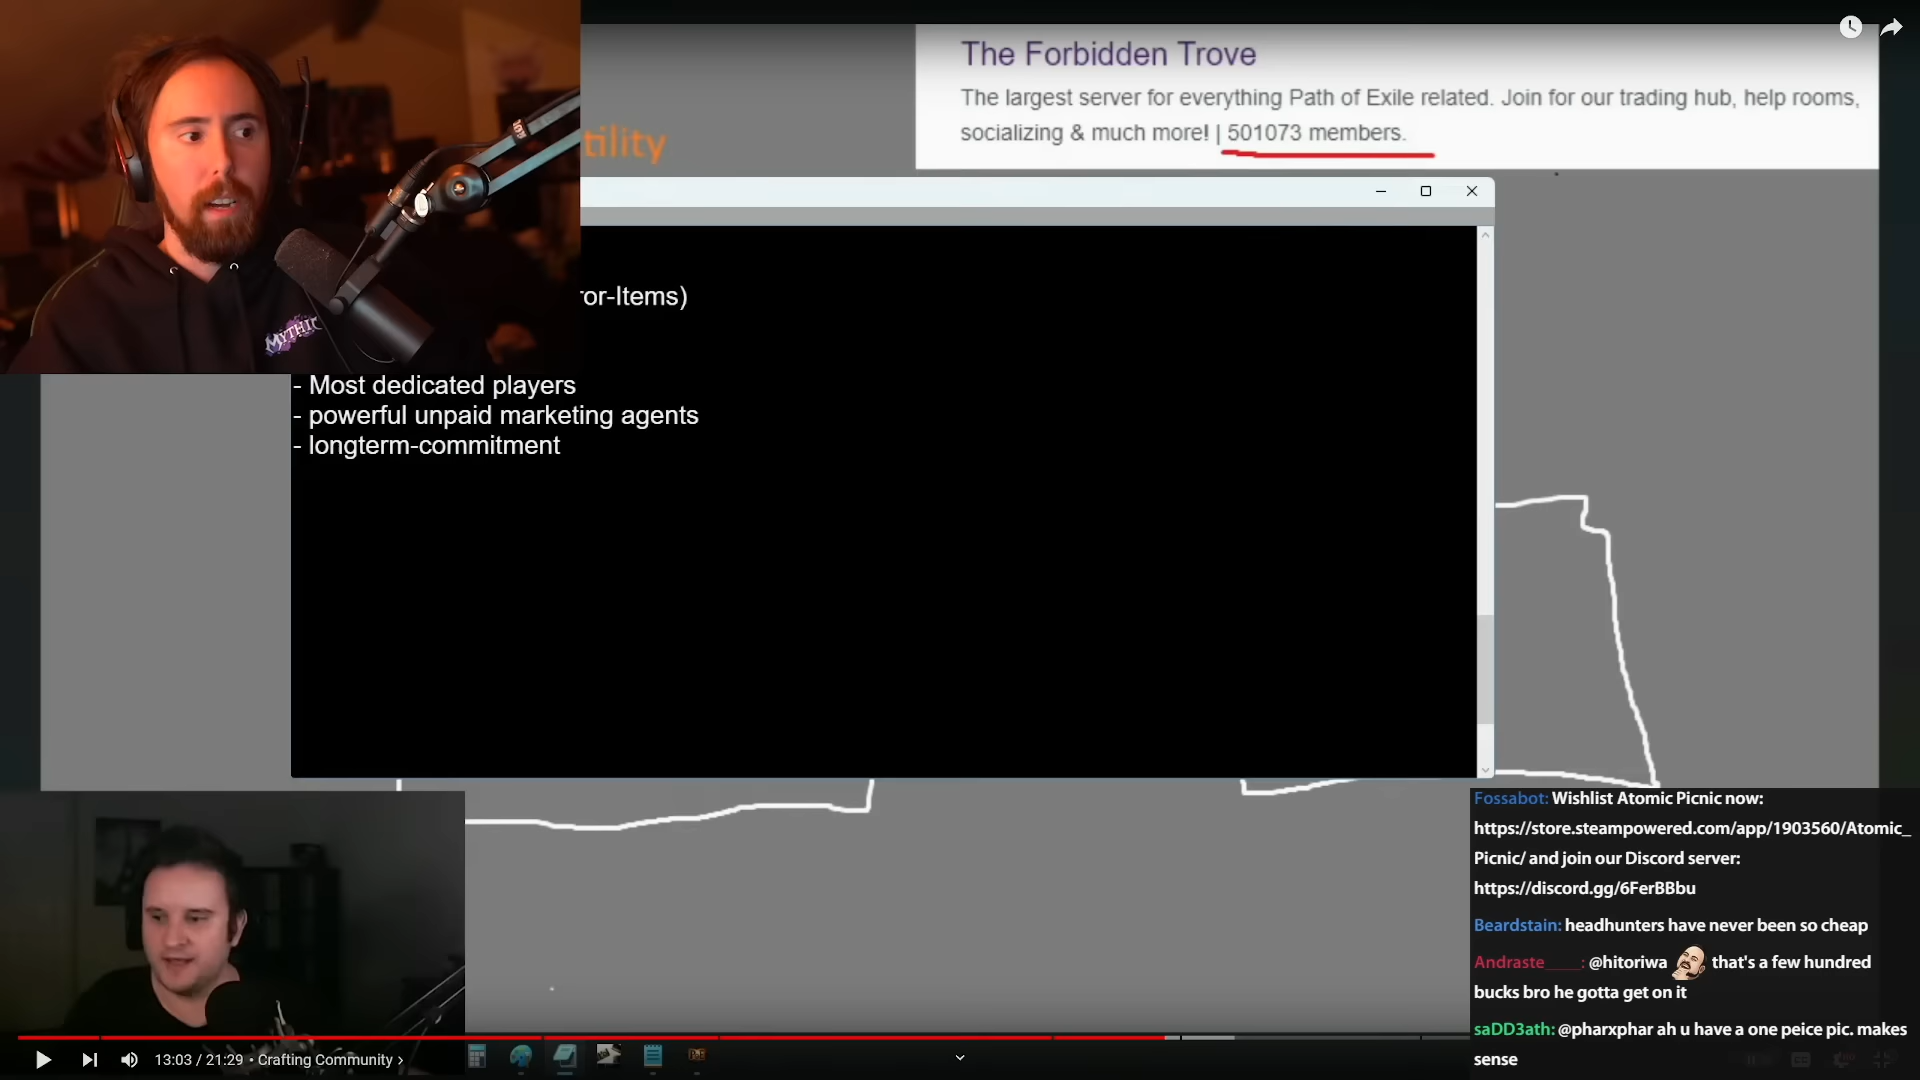 The Forbidden Trove
The largest server for everything Path of Exile related. Join for our trading hub, help rooms,
socializing & much more! | 501073 members.
tility
ror-Items)
MYTHIC
- Most dedicated players
- powerful unpaid marketing agents
- longterm-commitment
Fossabot: Wishlist Atomic Picnic now:
https://store.steampowered.com/app/1903560/Atomic_
Picnic/ and join our Discord server:
https://discord.gg/6FerBBbu
Beardstain: headhunters have never been so cheap
Andraste____: @hitoriwa that's a few hundred
bucks bro he gotta get on it
saDD3ath: @pharxphar ah u have a one peice pic. makes
sense
13:03 / 21:29 • Crafting Community ›